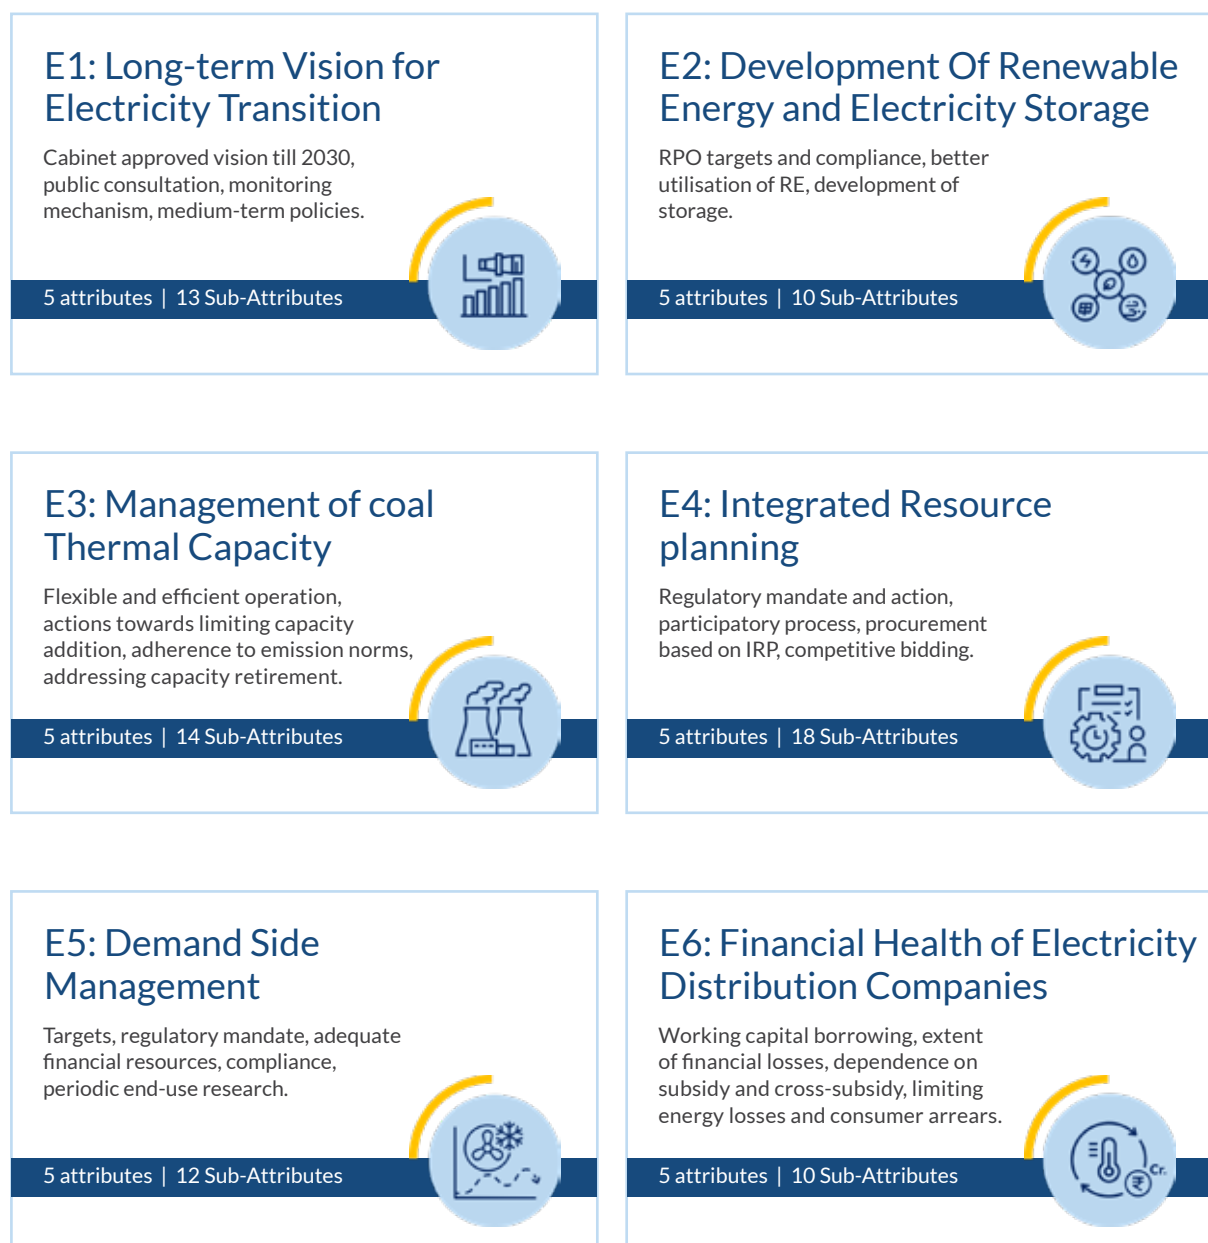 E1: Long-term Vision for
Electricity Transition
Cabinet approved vision till 2030,
public consultation, monitoring
mechanism, medium-term policies.
5 attributes | 13 Sub-Attributes
E2: Development Of Renewable
Energy and Electricity Storage
RPO targets and compliance, better
utilisation of RE, development of
storage.
5 attributes | 10 Sub-Attributes
E3: Management of coal
Thermal Capacity
Flexible and efficient operation,
actions towards limiting capacity
addition, adherence to emission norms,
addressing capacity retirement.
5 attributes | 14 Sub-Attributes
E4: Integrated Resource
planning
Regulatory mandate and action,
participatory process, procurement
based on IRP, competitive bidding.
5 attributes | 18 Sub-Attributes
E5: Demand Side
Management
Targets, regulatory mandate, adequate
financial resources, compliance,
periodic end-use research.
5 attributes | 12 Sub-Attributes
E6: Financial Health of Electricity
Distribution Companies
Working capital borrowing, extent
of financial losses, dependence on
subsidy and cross-subsidy, limiting
energy losses and consumer arrears.
₹ Cr.
5 attributes | 10 Sub-Attributes